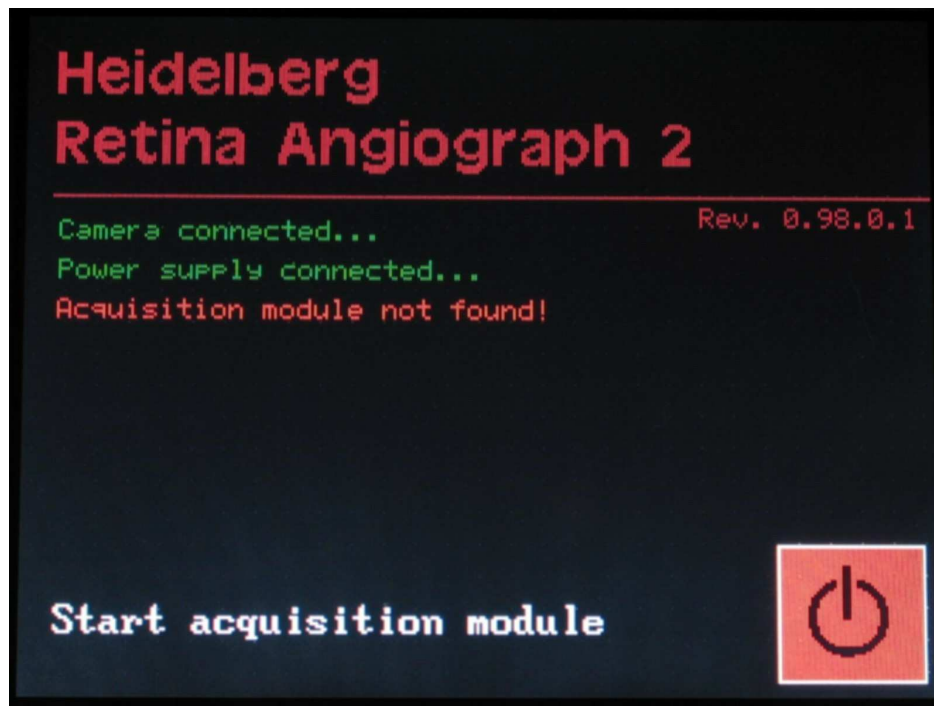 Heidelberg
Retina Angiograph 2
Rev. 0.98.0.1
Camera connected...
Power supply connected...
Acquisition module not found!
Start acquisition module